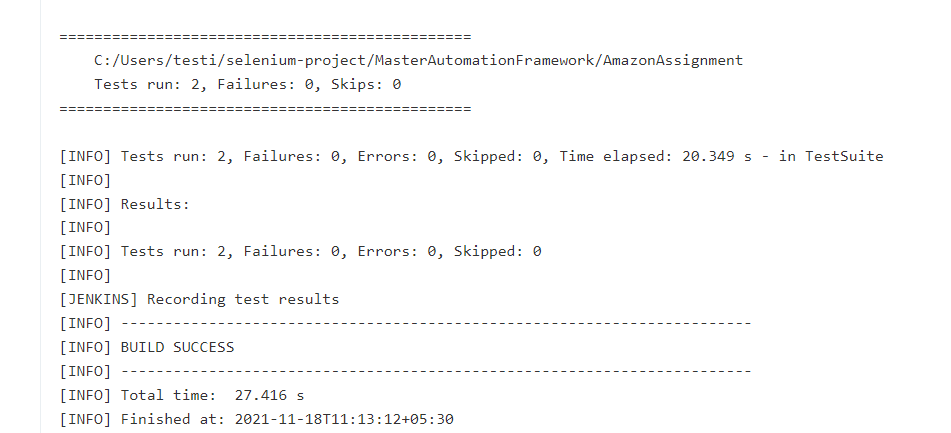 ===============================================
    C:/Users/testi/selenium-project/MasterAutomationFramework/AmazonAssignment
    Tests run: 2, Failures: 0, Skips: 0
===============================================

[INFO] Tests run: 2, Failures: 0, Errors: 0, Skipped: 0, Time elapsed: 20.349 s - in TestSuite
[INFO]
[INFO] Results:
[INFO]
[INFO] Tests run: 2, Failures: 0, Errors: 0, Skipped: 0
[INFO]
[JENKINS] Recording test results
[INFO] ------------------------------------------------------------------------
[INFO] BUILD SUCCESS
[INFO] ------------------------------------------------------------------------
[INFO] Total time:  27.416 s
[INFO] Finished at: 2021-11-18T11:13:12+05:30